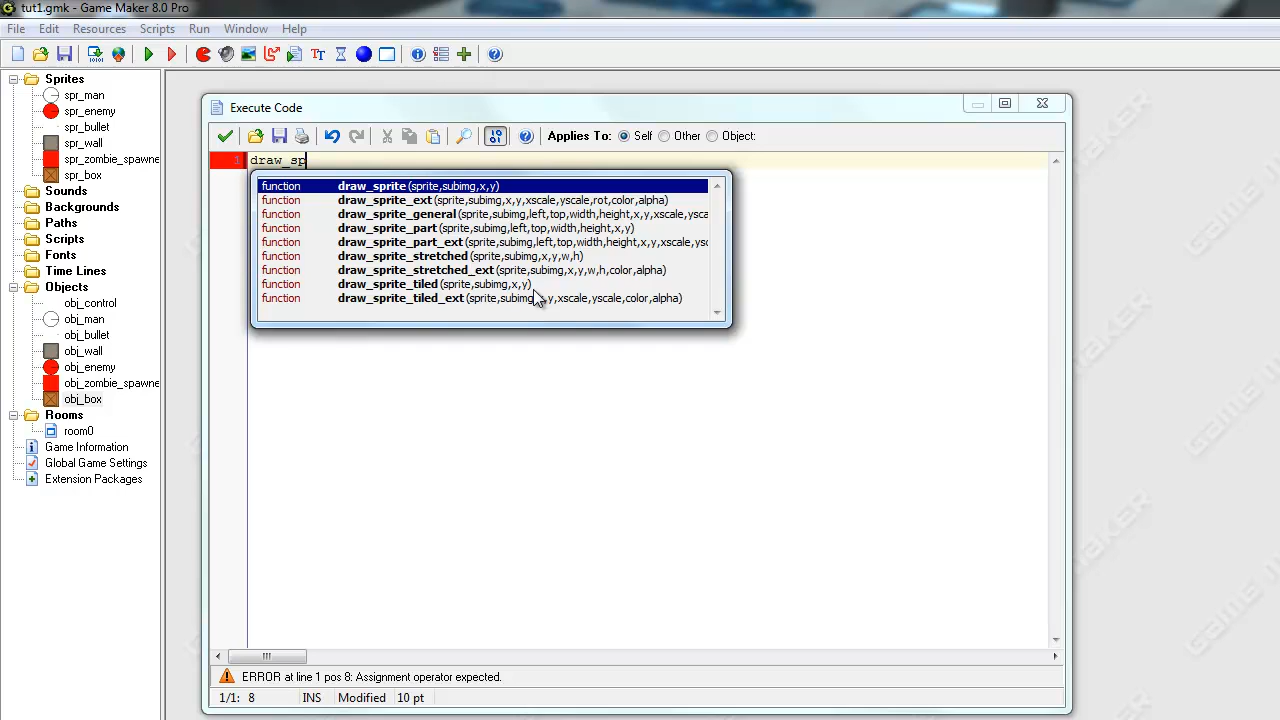 tut1.gmk - Game Maker 8.0 Pro
File Edit Resources Scripts Run Window Help
Sprites
spr_man
spr_enemy
spr_bullet
spr_wall
spr_zombie_spawne
spr_box
Sounds
Backgrounds
Paths
Scripts
Fonts
Time Lines
Objects
obj_control
obj_man
obj_bullet
obj_wall
obj_enemy
obj_zombie_spawne
obj_box
Rooms
room0
Game Information
Global Game Settings
Extension Packages
Execute Code
Applies To: Self Other Object:
1 draw_sp
function draw_sprite(sprite,subimg,x,y)
function draw_sprite_ext(sprite,subimg,x,y,xscale,yscale,rot,color,alpha)
function draw_sprite_general(sprite,subimg,left,top,width,height,x,y,xscale,ysca
function draw_sprite_part(sprite,subimg,left,top,width,height,x,y)
function draw_sprite_part_ext(sprite,subimg,left,top,width,height,x,y,xscale,ysc
function draw_sprite_stretched(sprite,subimg,x,y,w,h)
function draw_sprite_stretched_ext(sprite,subimg,x,y,w,h,color,alpha)
function draw_sprite_tiled(sprite,subimg,x,y)
function draw_sprite_tiled_ext(sprite,subimg y,xscale,yscale,color,alpha)
ERROR at line 1 pos 8: Assignment operator expected.
1/1: 8 INS Modified 10 pt